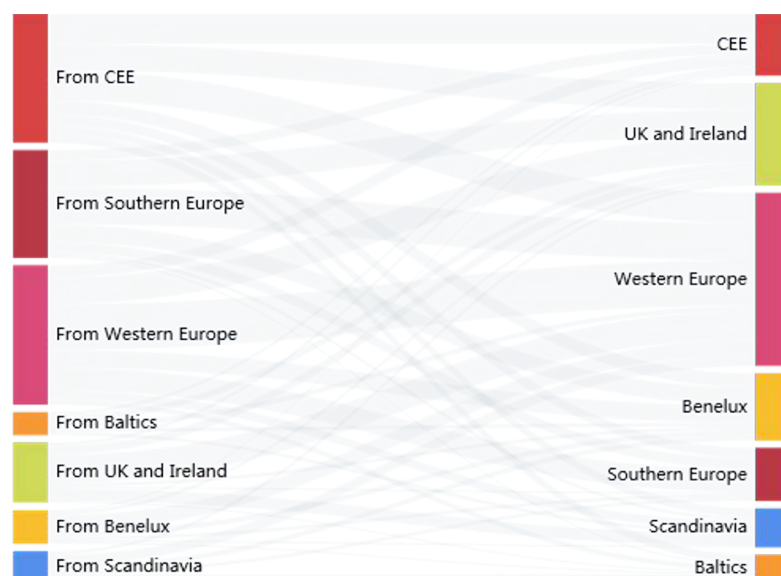 From CEE
From Southern Europe
From Western Europe
From Baltics
From UK and Ireland
From Benelux
From Scandinavia
CEE
UK and Ireland
Western Europe
Benelux
Southern Europe
Scandinavia
Baltics